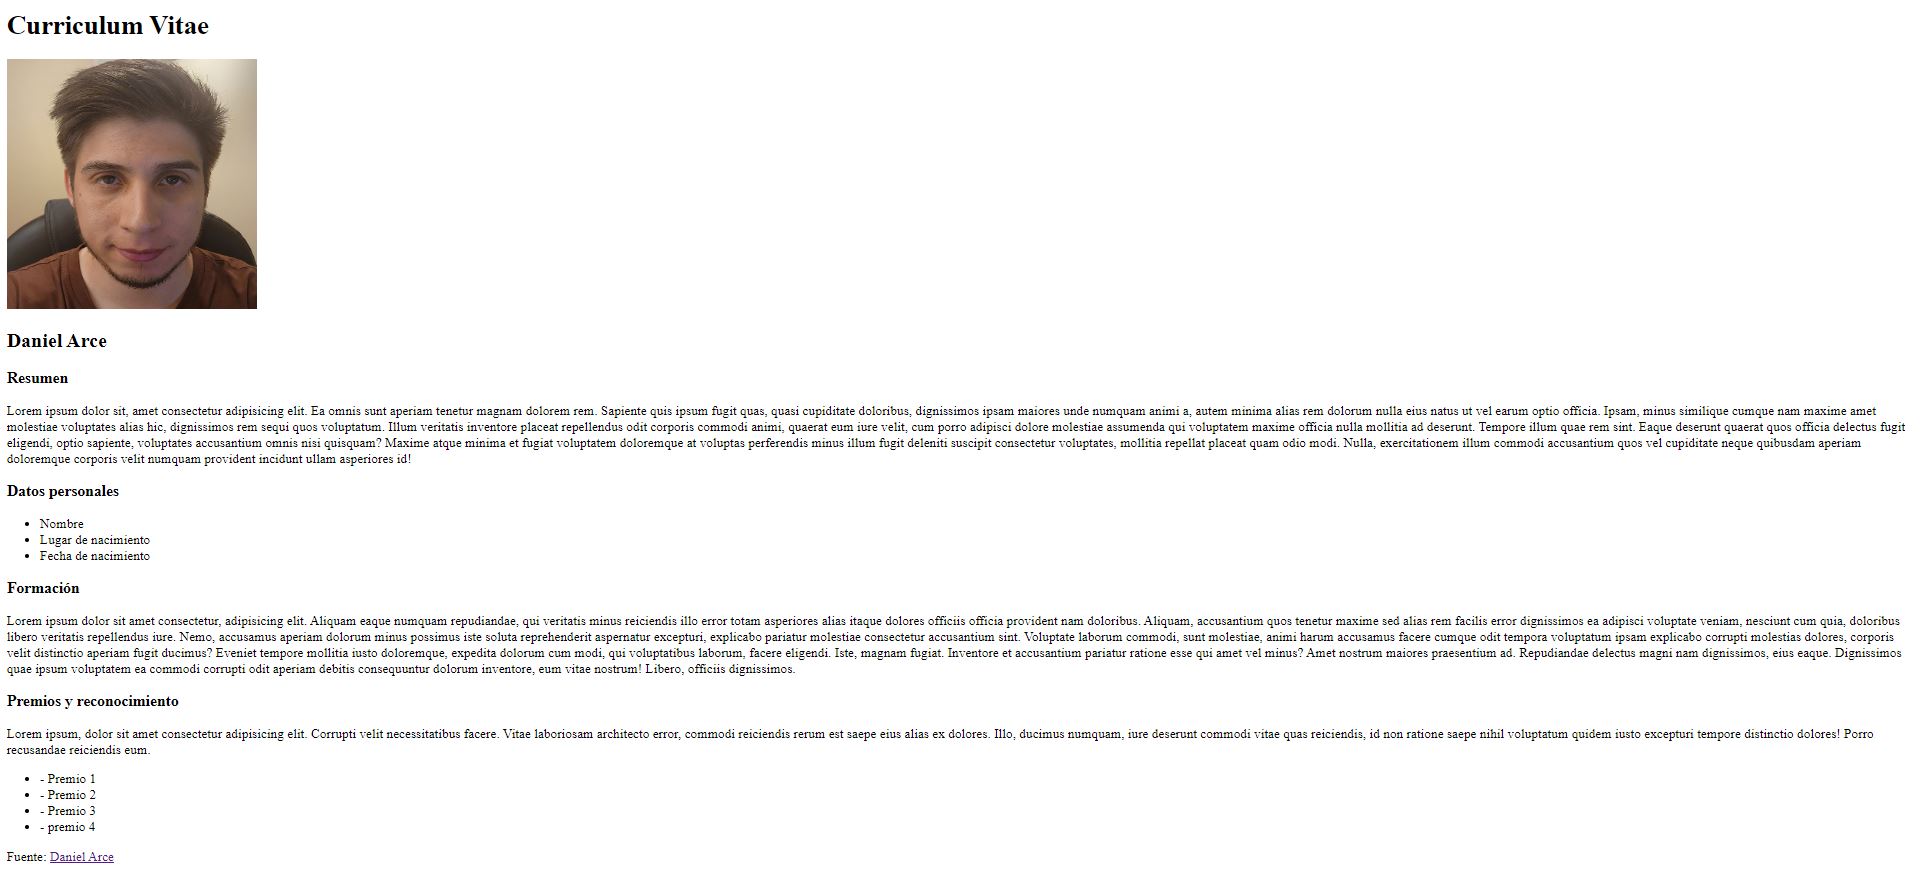 Curriculum Vitae
Daniel Arce
Resumen
Lorem ipsum dolor sit, amet consectetur adipisicing elit. Ea omnis sunt aperiam tenetur magnam dolorem rem. Sapiente quis ipsum fugit quas, quasi cupiditate doloribus, dignissimos ipsam maiores unde numquam animi a, autem minima alias rem dolorum nulla eius natus ut vel earum optio officia. Ipsam, minus similique cumque nam maxime amet
molestiae voluptates alias hic, dignissimos rem sequi quos voluptatum. Illum veritatis inventore placeat repellendus odit corporis commodi animi, quaerat eum iure velit, cum porro adipisci dolore molestiae assumenda qui voluptatem maxime officia nulla mollitia ad deserunt. Tempore illum quae rem sint. Eaque deserunt quaerat quos officia delectus fugit
eligendi, optio sapiente, voluptates accusantium omnis nisi quisquam? Maxime atque minima et fugiat voluptatem doloremque at voluptas perferendis minus illum fugit deleniti suscipit consectetur voluptates, mollitia repellat placeat quam odio modi. Nulla, exercitationem illum commodi accusantium quos vel cupiditate neque quibusdam aperiam
doloremque corporis velit numquam provident incidunt ullam asperiores id!
Datos personales
• Nombre
• Lugar de nacimiento
• Fecha de nacimiento
Formación
Lorem ipsum dolor sit amet consectetur, adipisicing elit. Aliquam eaque numquam repudiandae, qui veritatis minus reiciendis illo error totam asperiores alias itaque dolores officiis officia provident nam doloribus. Aliquam, accusantium quos tenetur maxime sed alias rem facilis error dignissimos ea adipisci voluptate veniam, nesciunt cum quia, doloribus
libero veritatis repellendus iure. Nemo, accusamus aperiam dolorum minus possimus iste soluta reprehenderit aspernatur excepturi, explicabo pariatur molestiae consectetur accusantium sint. Voluptate laborum commodi, sunt molestiae, animi harum accusamus facere cumque odit tempora voluptatum ipsam explicabo corrupti molestias dolores, corporis
velit distinctio aperiam fugit ducimus? Eveniet tempore mollitia iusto doloremque, expedita dolorum cum modi, qui voluptatibus laborum, facere eligendi. Iste, magnam fugiat. Inventore et accusantium pariatur ratione esse qui amet vel minus? Amet nostrum maiores praesentium ad. Repudiandae delectus magni nam dignissimos, eius eaque. Dignissimos
quae ipsum voluptatem ea commodi corrupti odit aperiam debitis consequuntur dolorum inventore, eum vitae nostrum! Libero, officiis dignissimos.
Premios y reconocimiento
Lorem ipsum, dolor sit amet consectetur adipisicing elit. Corrupti velit necessitatibus facere. Vitae laboriosam architecto error, commodi reiciendis rerum est saepe eius alias ex dolores. Illo, ducimus numquam, iure deserunt commodi vitae quas reiciendis, id non ratione saepe nihil voluptatum quidem iusto excepturi tempore distinctio dolores! Porro
recusandae reiciendis eum.
• - Premio 1
• - Premio 2
• - Premio 3
• - premio 4
Fuente: Daniel Arce